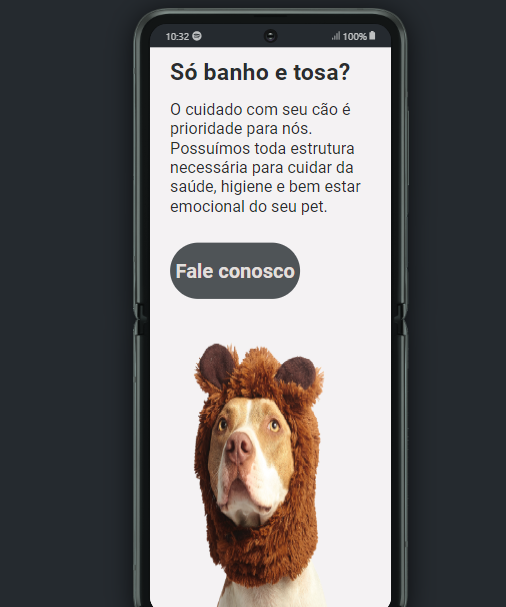 10:32
100%
Só banho e tosa?
O cuidado com seu cão é
prioridade para nós.
Possuímos toda estrutura
necessária para cuidar da
saúde, higiene e bem estar
emocional do seu pet.
Fale conosco